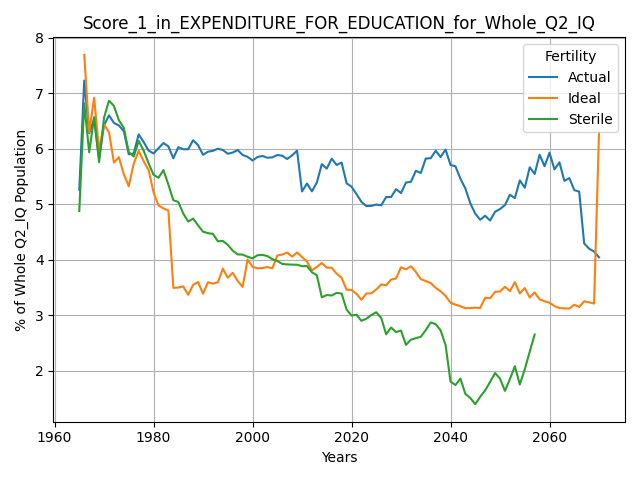 Score_1_in_EXPENDITURE_FOR_EDUCATION_for_Whole_Q2_IQ
Fertility
Actual
Ideal
Sterile
% of Whole Q2_IQ Population
8
7
6
5
4
3
2
1960
1980
2000
2020
2040
2060
Years